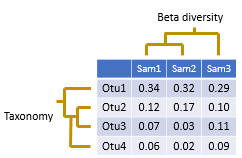 Beta diversity
Sam1 Sam2 Sam3
Otu1 0.34 0.32 0.29
Otu2 0.12 0.17 0.10
Taxonomy
Otu3 0.07 0.03 0.11
Otu4 0.06 0.02 0.09